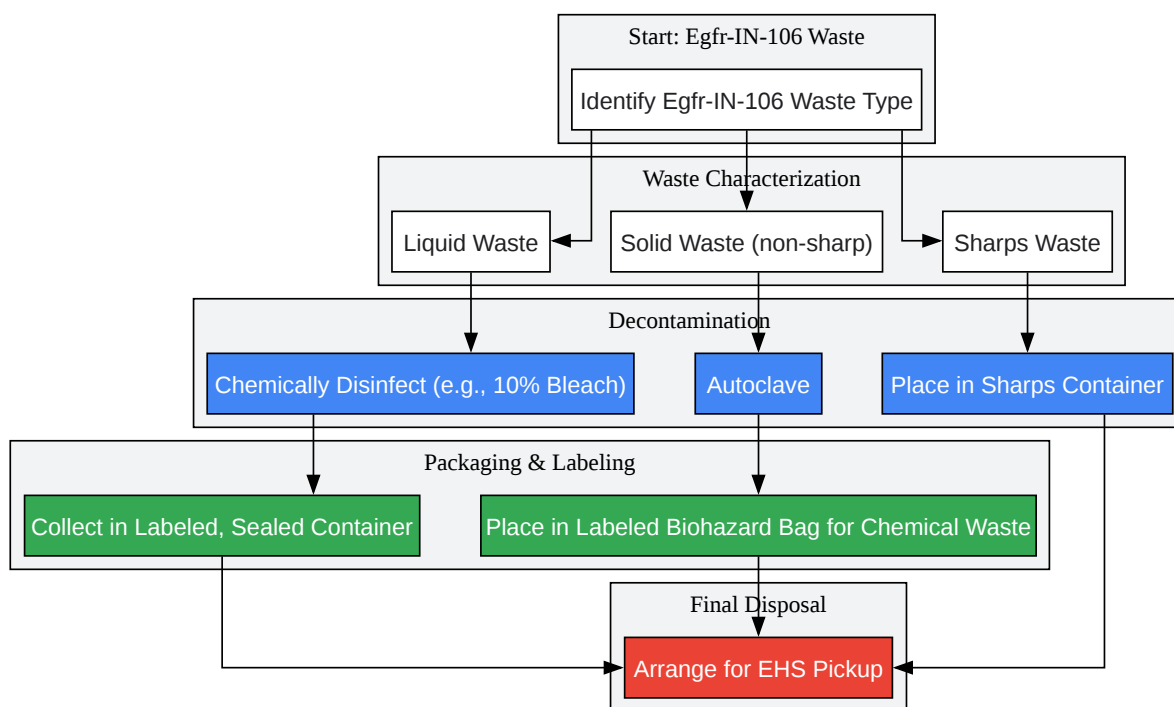 Start: Egfr-IN-106 Waste
Identify Egfr-IN-106 Waste Type
Waste Characterization
Liquid Waste
Solid Waste (non-sharp)
Sharps Waste
Decontamination
Chemically Disinfect (e.g., 10% Bleach)
Autoclave
Place in Sharps Container
Packaging & Labeling
Collect in Labeled, Sealed Container
Place in Labeled Biohazard Bag for Chemical Waste
Final Disposal
Arrange for EHS Pickup